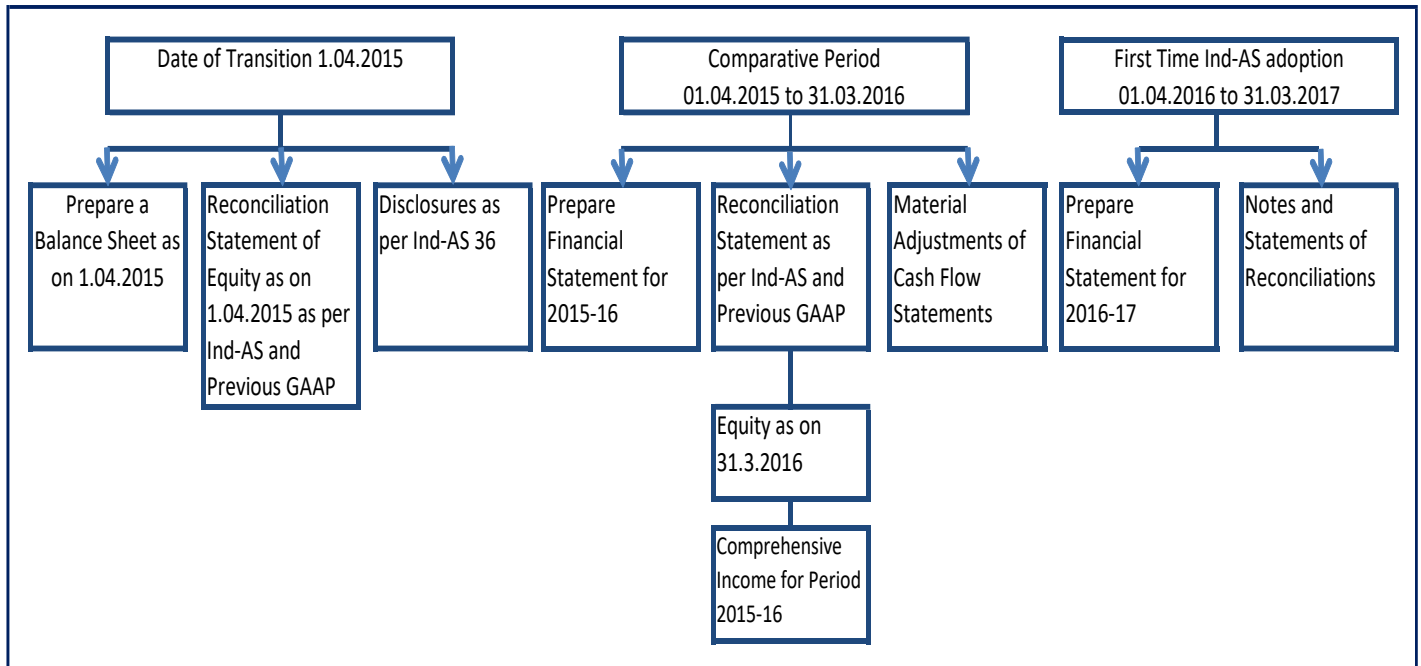 Date of Transition 1.04.2015
Comparative Period
01.04.2015 to 31.03.2016
First Time Ind-AS adoption
01.04.2016 to 31.03.2017
Prepare a
Balance Sheet as
on 1.04.2015
Reconciliation
Statement of
Equity as on
1.04.2015 as per
Ind-AS and
Previous GAAP
Disclosures as
per Ind-AS 36
Prepare
Financial
Statement for
2015-16
Reconciliation
Statement as
per Ind-AS and
Previous GAAP
Material
Adjustments of
Cash Flow
Statements
Prepare
Financial
Statement for
2016-17
Notes and
Statements of
Reconciliations
Equity as on
31.3.2016
Comprehensive
Income for Period
2015-16